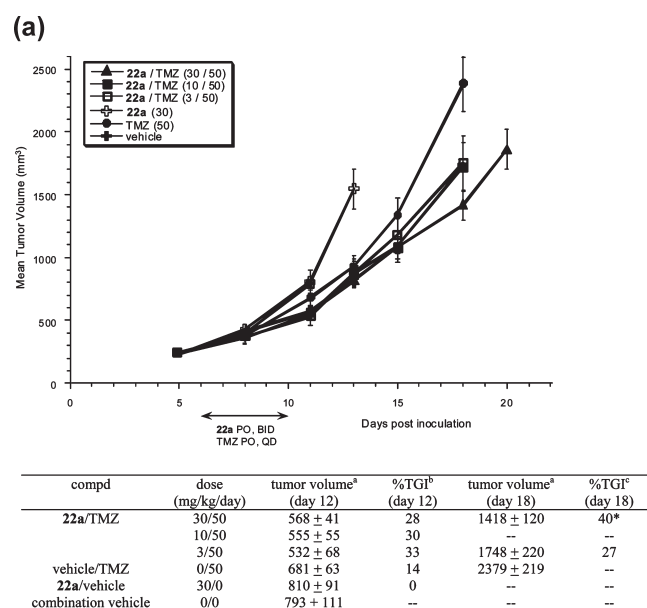 (a)
2500
2000
1500
1000
500
0
Mean Tumor Volume (mm³)
22a / TMZ (30 / 50)
22a / TMZ (10 / 50)
22a / TMZ (3 / 50)
22a (30)
TMZ (50)
vehicle
0 5 10 15 20
22a PO, BID
TMZ PO, QD
Days post inoculation
compd dose tumor volumeᵃ %TGIᵇ tumor volumeᵃ %TGIᶜ
(mg/kg/day) (day 12) (day 12) (day 18) (day 18)
22a/TMZ 30/50 568 ± 41 28 1418 ± 120 40*
10/50 555 ± 55 30 -- --
3/50 532 ± 68 33 1748 ± 220 27
vehicle/TMZ 0/50 681 ± 63 14 2379 ± 219 --
22a/vehicle 30/0 810 ± 91 0 -- --
combination vehicle 0/0 793 + 111 -- -- --